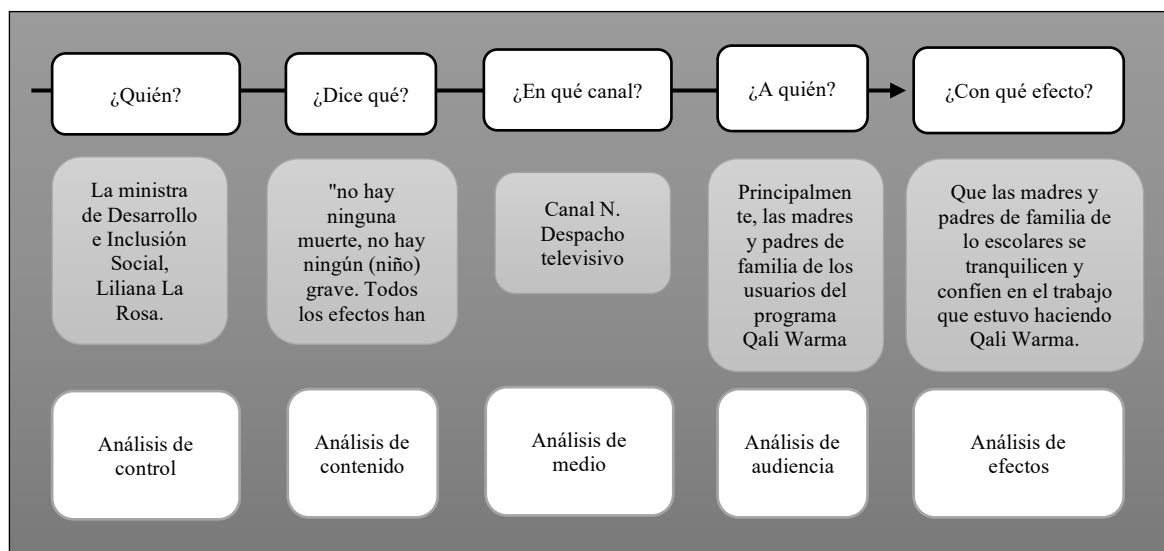 ¿Quién?
¿Dice qué?
¿En qué canal?
¿A quién?
¿Con qué efecto?
La ministra
de Desarrollo
e Inclusión
Social,
Liliana La
Rosa.
"no hay
ninguna
muerte, no hay
ningún (niño)
grave. Todos
los efectos han
Canal N.
Despacho
televisivo
Principalmen
te, las madres
y padres de
familia de los
usuarios del
programa
Qali Warma
Que las madres y
padres de familia de
lo escolares se
tranquilicen y
confíen en el trabajo
que estuvo haciendo
Qali Warma.
Análisis de
control
Análisis de
contenido
Análisis de
medio
Análisis de
audiencia
Análisis de
efectos